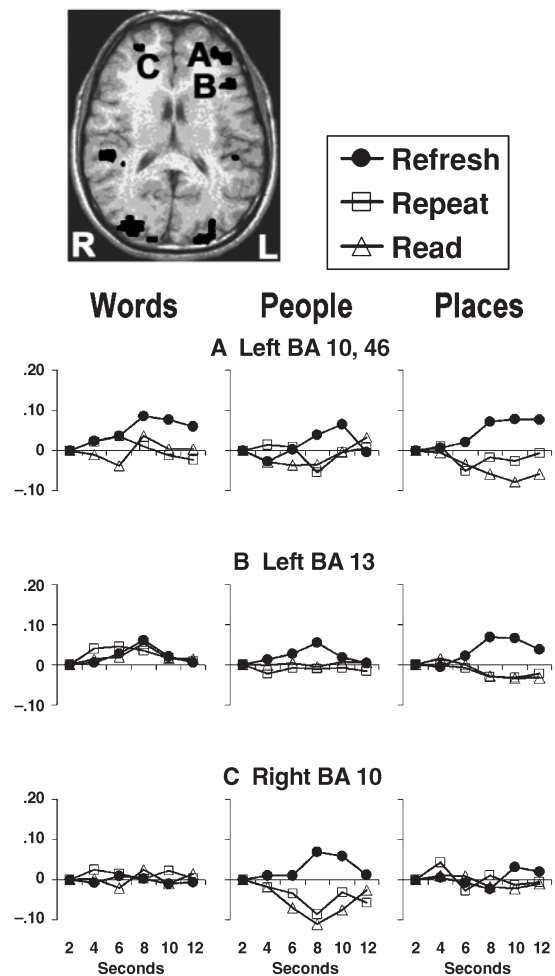 A
B
C
R
L
Refresh
Repeat
Read
Words People Places
A Left BA 10, 46
.20
.10
0
–.10
B Left BA 13
.20
.10
0
–.10
C Right BA 10
.20
.10
0
–.10
2 4 6 8 10 12 2 4 6 8 10 12 2 4 6 8 10 12
Seconds Seconds Seconds